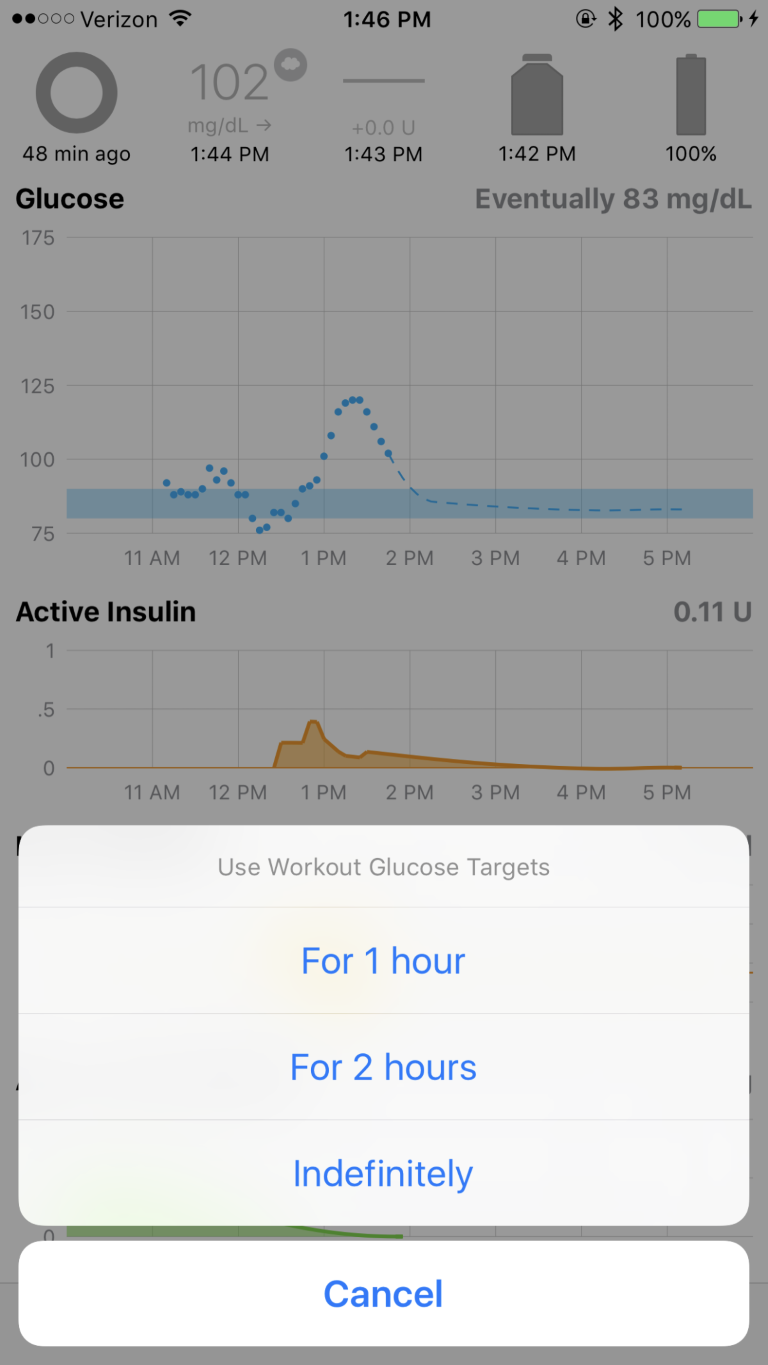 Verizon 1:46 PM 100%
102
mg/dL → +0.0 U
48 min ago 1:44 PM 1:43 PM 1:42 PM 100%
Glucose Eventually 83 mg/dL
175
150
125
100
75
11 AM 12 PM 1 PM 2 PM 3 PM 4 PM 5 PM
Active Insulin 0.11 U
1
.5
0
11 AM 12 PM 1 PM 2 PM 3 PM 4 PM 5 PM
Use Workout Glucose Targets
For 1 hour
For 2 hours
Indefinitely
0
Cancel